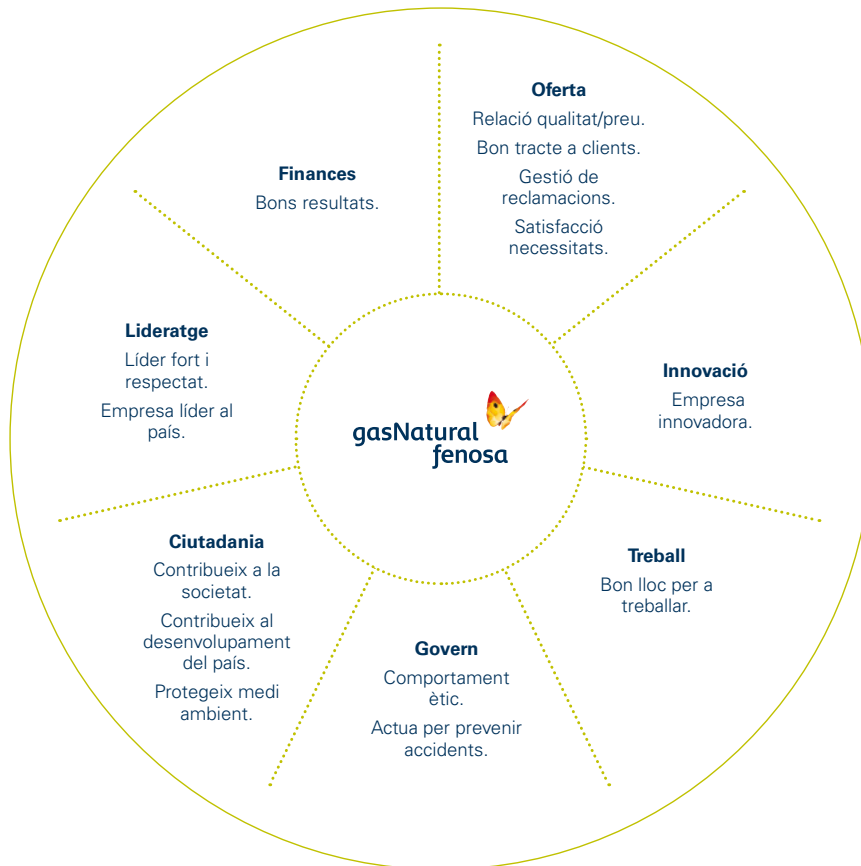 Oferta
Relació qualitat/preu.
Bon tracte a clients.
Gestió de
reclamacions.
Satisfacció
necessitats.
Finances
Bons resultats.
Lideratge
Líder fort i
respectat.
Empresa líder al
país.
Innovació
Empresa
innovadora.
gasNatural
fenosa
Ciutadania
Contribueix a la
societat.
Contribueix al
desenvolupament
del país.
Protegeix medi
ambient.
Treball
Bon lloc per a
treballar.
Govern
Comportament
ètic.
Actua per prevenir
accidents.